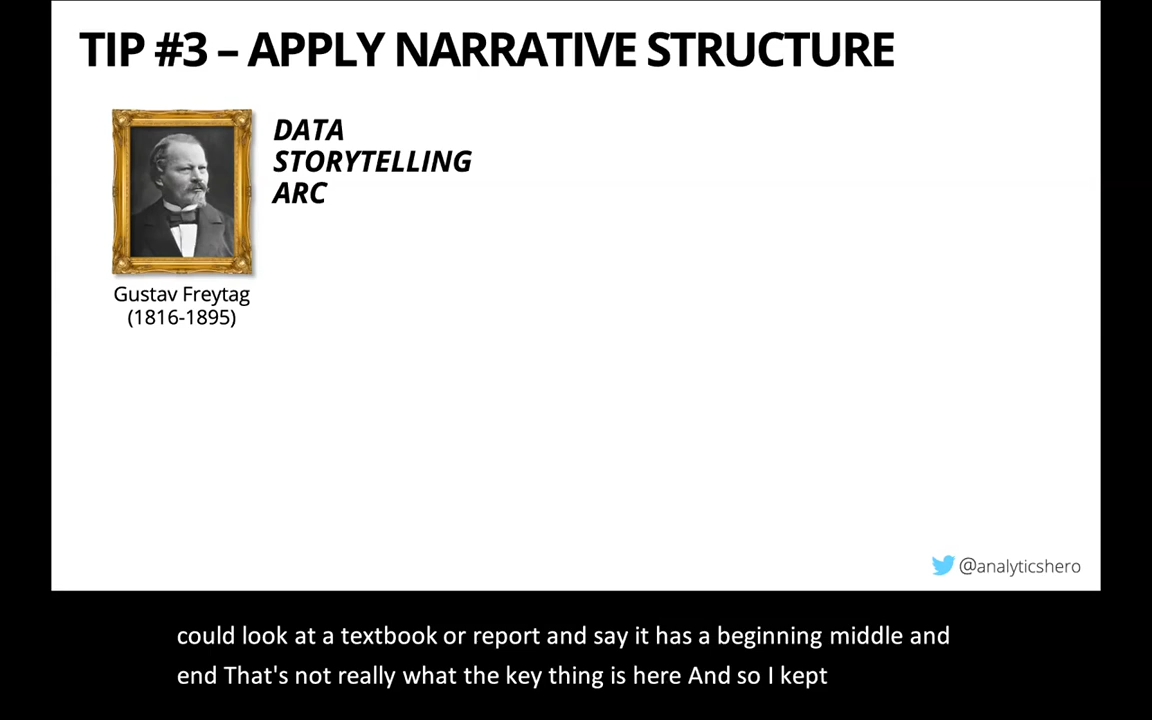 TIP #3 – APPLY NARRATIVE STRUCTURE
DATA
STORYTELLING
ARC
Gustav Freytag
(1816-1895)
@analyticshero
could look at a textbook or report and say it has a beginning middle and
end That's not really what the key thing is here And so I kept